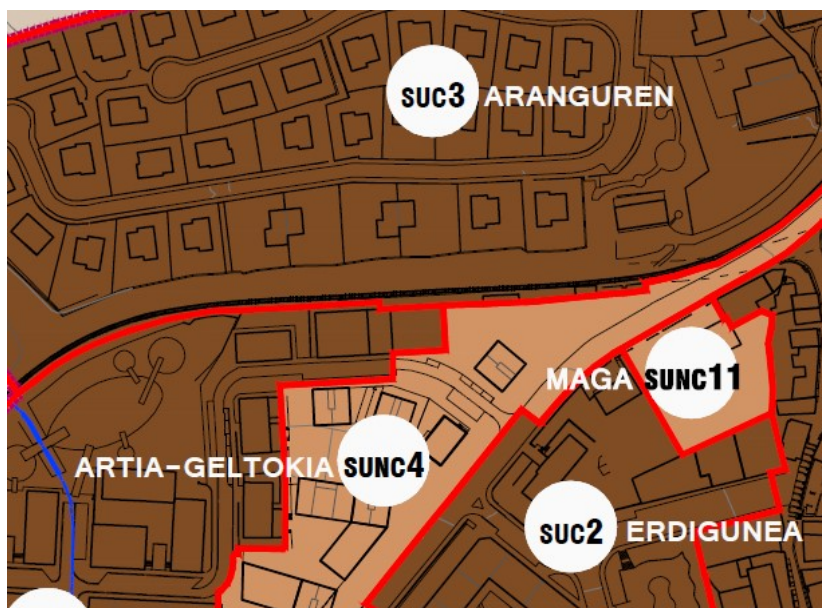 SUC3 ARANGUREN
MAGA SUNC11
ARTIA-GELTOKIA SUNC4
SUC2 ERDIGUNEA